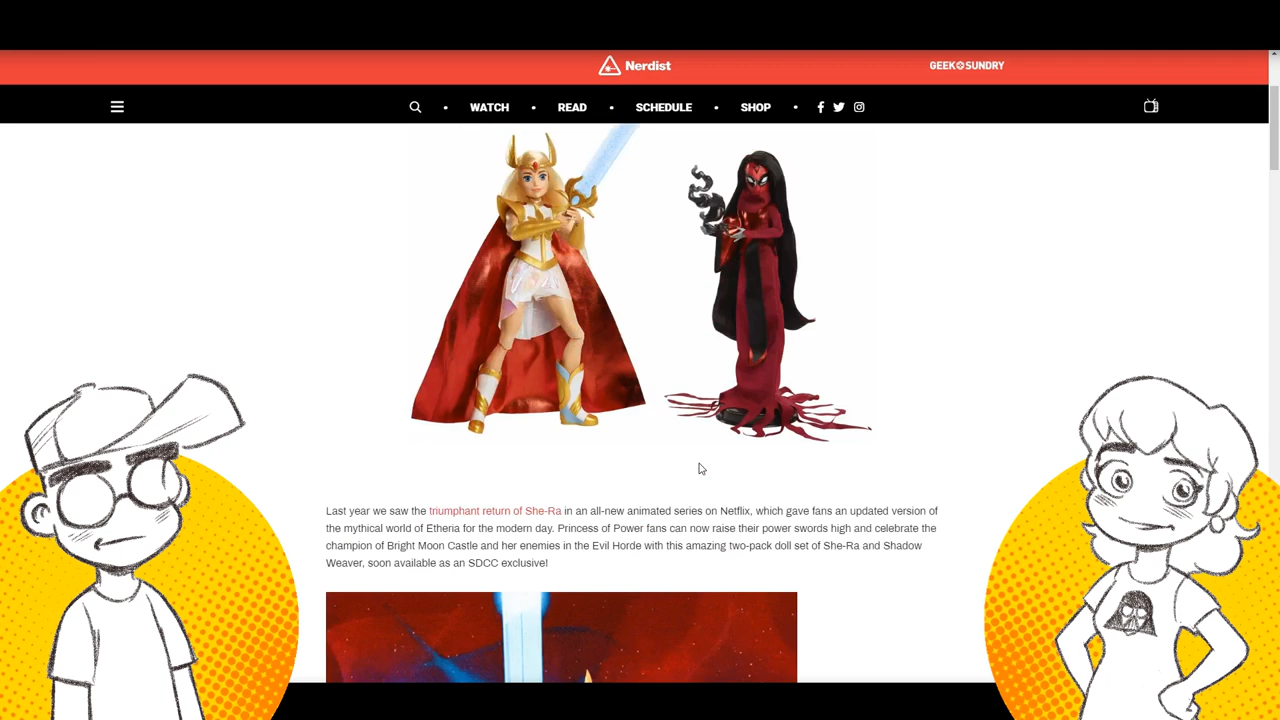 Nerdist
GEEK SUNDRY
WATCH READ SCHEDULE SHOP
Last year we saw the triumphant return of She-Ra in an all-new animated series on Netflix, which gave fans an updated version of
the mythical world of Etheria for the modern day. Princess of Power fans can now raise their power swords high and celebrate the
champion of Bright Moon Castle and her enemies in the Evil Horde with this amazing two-pack doll set of She-Ra and Shadow
Weaver, soon available as an SDCC exclusive!